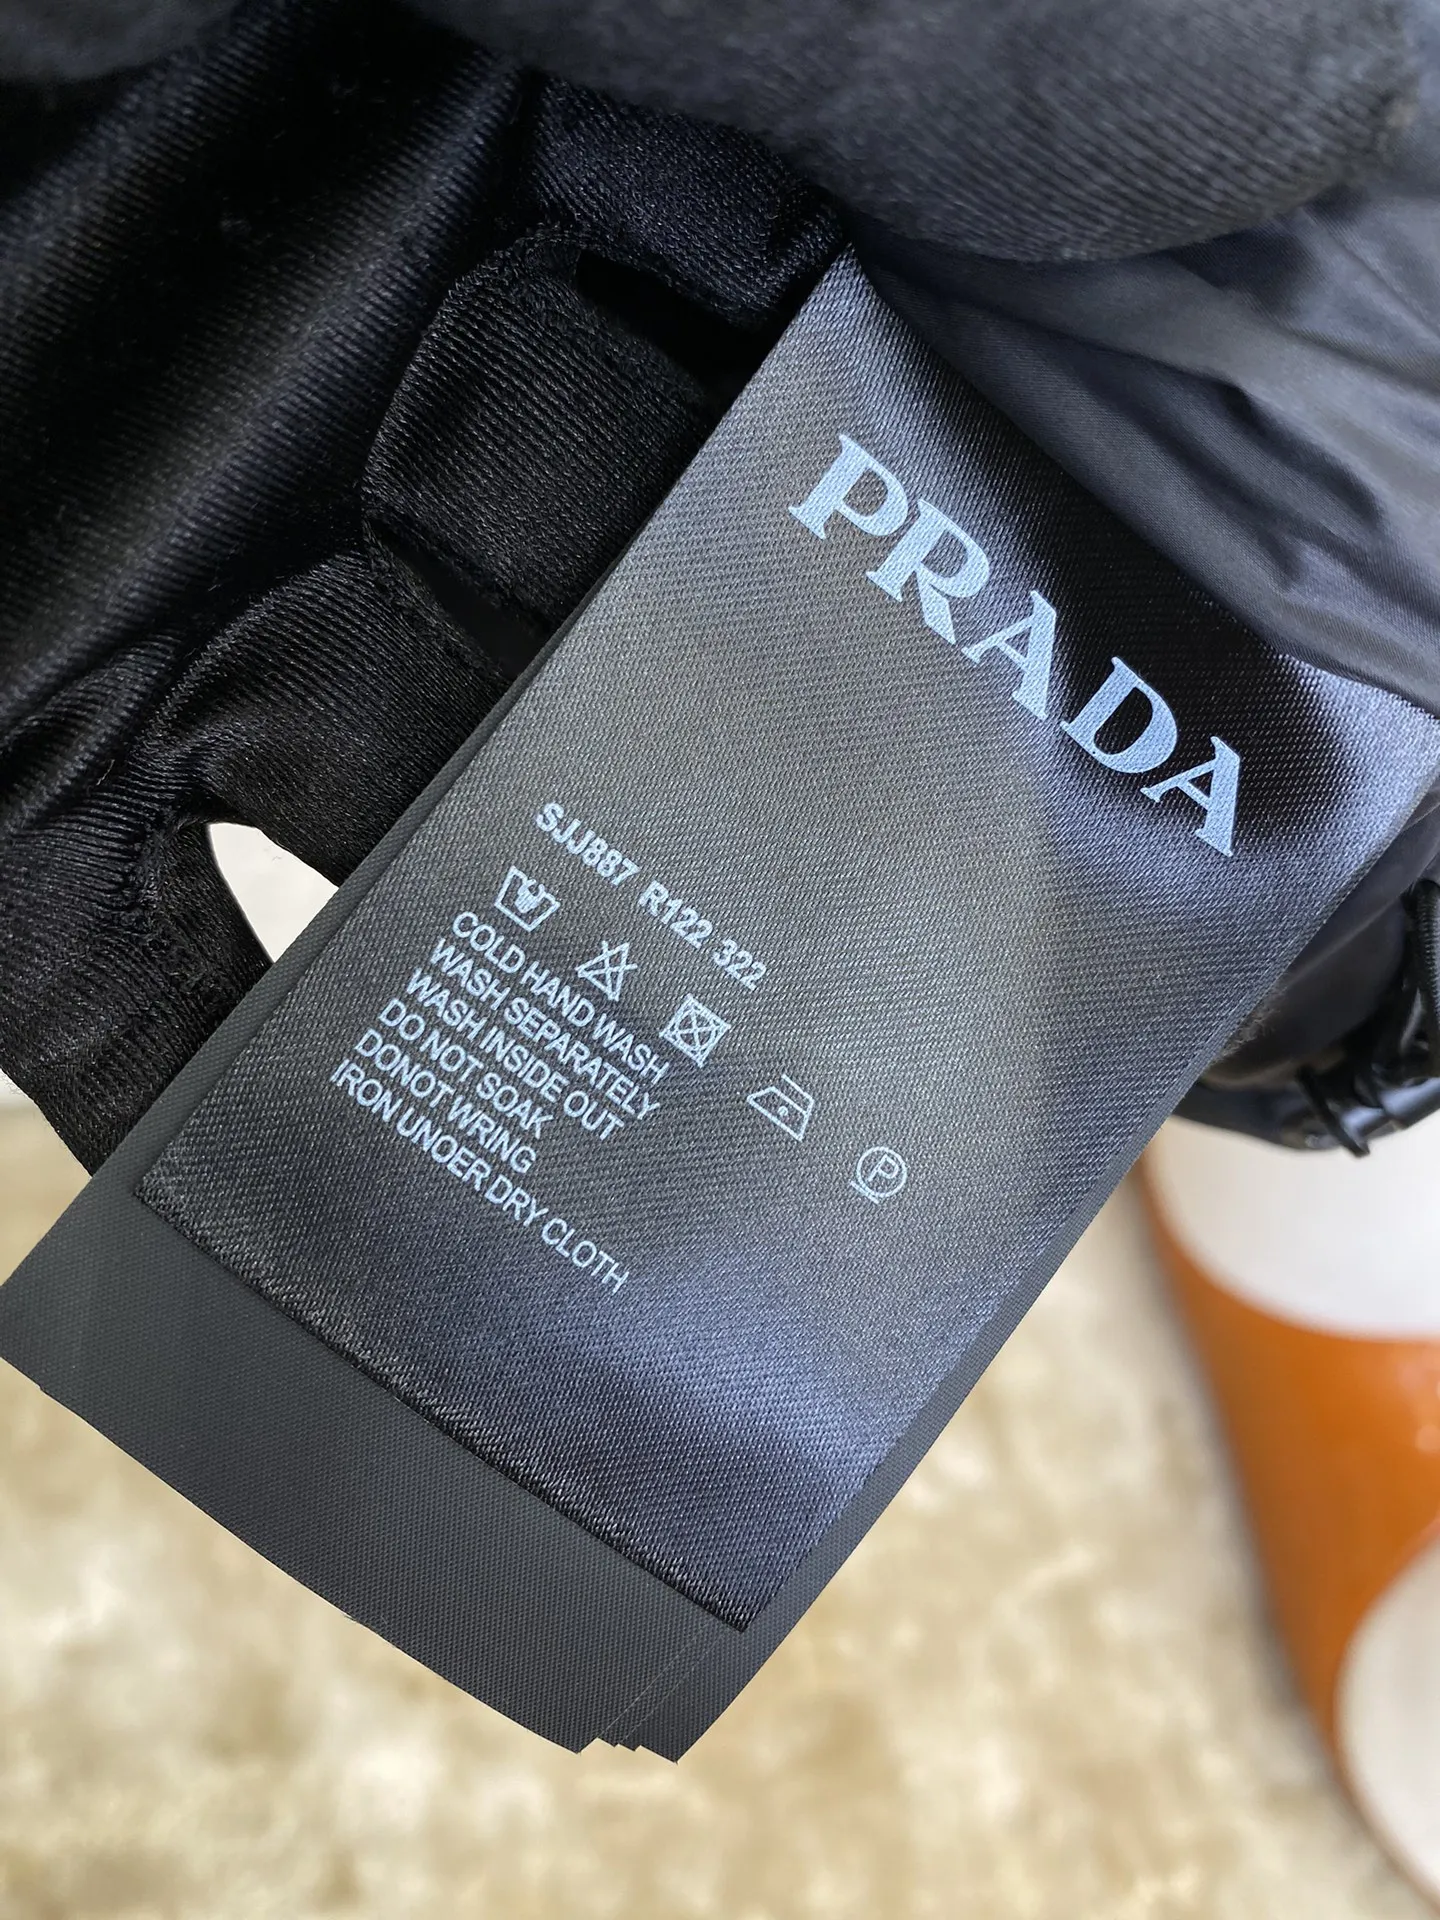 PRADA
SJJ887 R122 322
COLD HAND WASH
WASH SEPARATELY
WASH INSIDE OUT
DO NOT SOAK
DONOT WRING
IRON UNOER DRY CLOTH
P